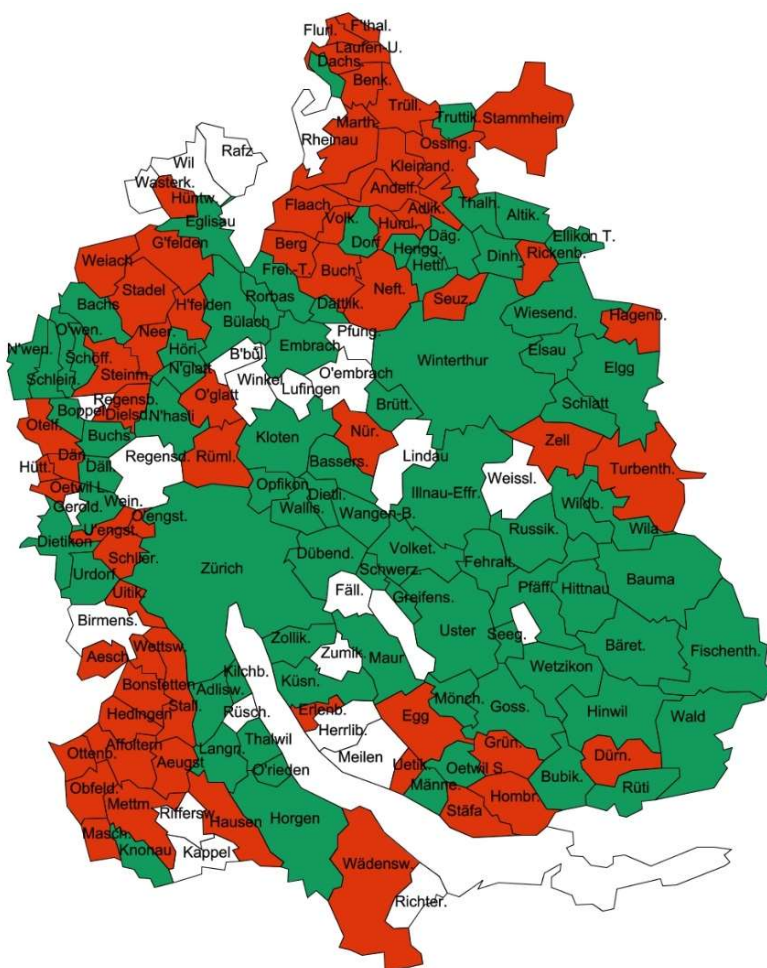 F'thal.
Flurl.
Laufen-U.
Dachs.
Benk.
Trüll.
Truttik.
Stammheim
Marth.
Rheinau
Ossing.
Kleinand.
Rafz
Wil
Wasterk.
Hüntw.
Andelf.
Flaach
Adlik.
Thalh.
Altik.
Volk.
Huml.
Eglisau
Dorf
Däg.
Ellikon T.
G'felden
Berg
Hengg.
Dinh.
Rickenb.
Weiach
Buch
Hettl.
Frei.-T.
Stadel
Neft.
Seuz.
Bachs
H'felden
Rorbas
Dättlik.
Wiesend.
Hagenb.
Bülach
O'wen.
Neer.
Pfung.
Embrach
N'wen.
Schöff.
Höri
B'bül.
Winterthur
Elsau
Elgg
Schlein.
Steinm.
N'glatt
Winkel
O'embrach
Lufingen
Regensb.
O'glatt
Brütt.
Schlatt
Boppel.
Dielsd.
N'hasli
Otelf.
Buchs
Kloten
Nür.
Zell
Dän.
Regensd.
Rüml.
Bassers.
Lindau
Hütt.
Däll.
Turbenth.
Weissl.
Oetwil L.
Opfikon
Dietli.
Illnau-Effr.
Gerold.
Wein.
Wallis.
Wangen-B.
Wildb.
O'engst.
Russik.
Wila
U'engst.
Dietikon
Schlier.
Dübend.
Volket.
Fehralt.
Urdorf
Zürich
Schwerz.
Bauma
Uitik.
Fäll.
Greifens.
Pfäff.
Hittnau
Birmens.
Zollik.
Uster
Seeg.
Bäret.
Fischenth.
Wettsw.
Zumik.
Maur
Aesch
Kilchb.
Wetzikon
Bonstetten
Adlisw.
Küsn.
Mönch.
Stall.
Rüsch.
Erlenb.
Egg
Goss.
Hinwil
Wald
Hedingen
Herrlib.
Affoltern
Langn.
Thalwil
Grün.
Ottenb.
Aeugst
Meilen
Dürn.
O'rieden
Uetik.
Oetwil S.
Bubik.
Rüti
Obfeld.
Männe.
Mettm.
Riffersw.
Hombr.
Hausen
Horgen
Stäfa
Masch.
Knonau
Kappel
Wädensw.
Richter.